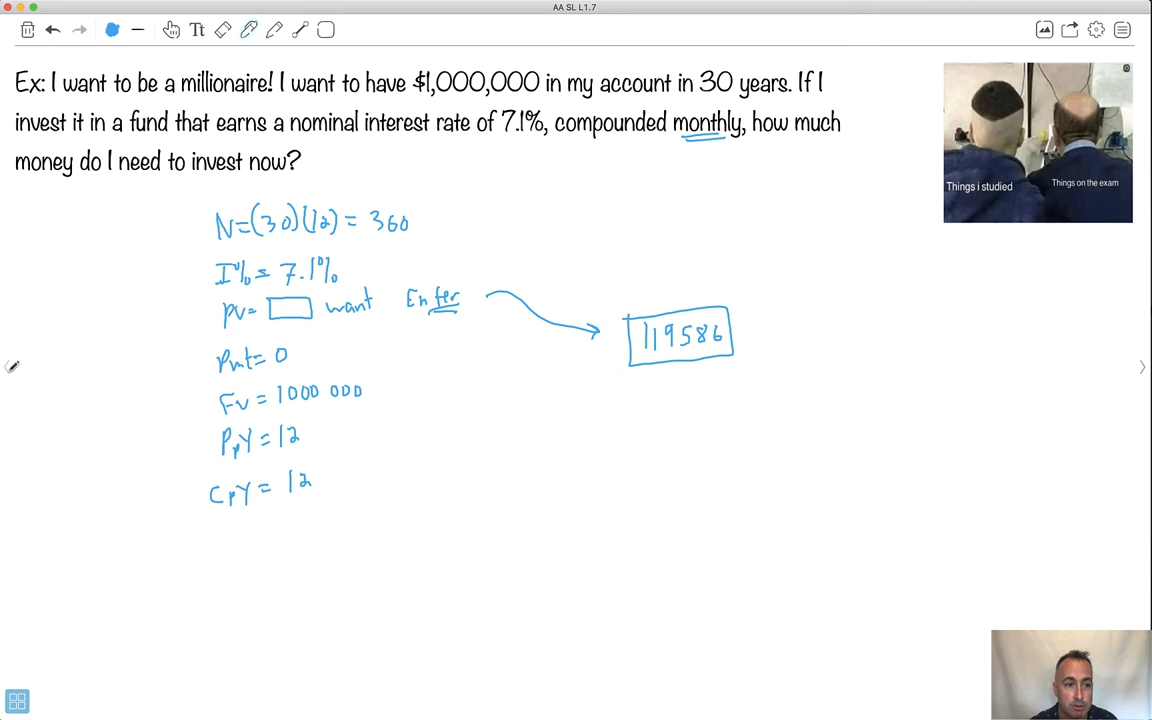 AA SL L1.7
Tt
Ex: I want to be a millionaire! I want to have $1,000,000 in my account in 30 years. If I
invest it in a fund that earns a nominal interest rate of 7.1%, compounded monthly, how much
money do I need to invest now?
Things i studied
Things on the exam
N=(30)(12) = 360
I% = 7.1%
PV= want Enter
119586
Pmt= 0
FV = 1000 000
PpY = 12
CpY = 12